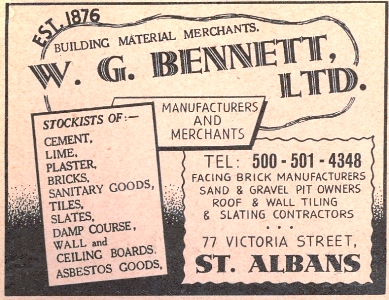 EST. 1876
BUILDING MATERIAL MERCHANTS.
W. G. BENNETT,
LTD.
MANUFACTURERS
AND
MERCHANTS
STOCKISTS OF:—
CEMENT,
LIME,
PLASTER,
BRICKS,
SANITARY GOODS,
TILES,
SLATES,
DAMP COURSE,
WALL and
CEILING BOARDS.
ASBESTOS GOODS,
TEL: 500-501-4348
FACING BRICK MANUFACTURERS
SAND & GRAVEL PIT OWNERS
ROOF & WALL TILING
& SLATING CONTRACTORS
...
77 VICTORIA STREET,
ST. ALBANS